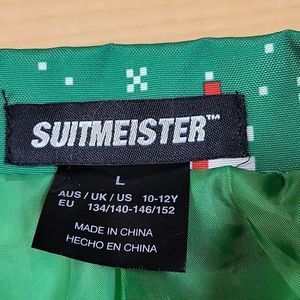 SUITMEISTER™
L
AUS / UK / US 10-12Y
EU 134/140-146/152
MADE IN CHINA
HECHO EN CHINA